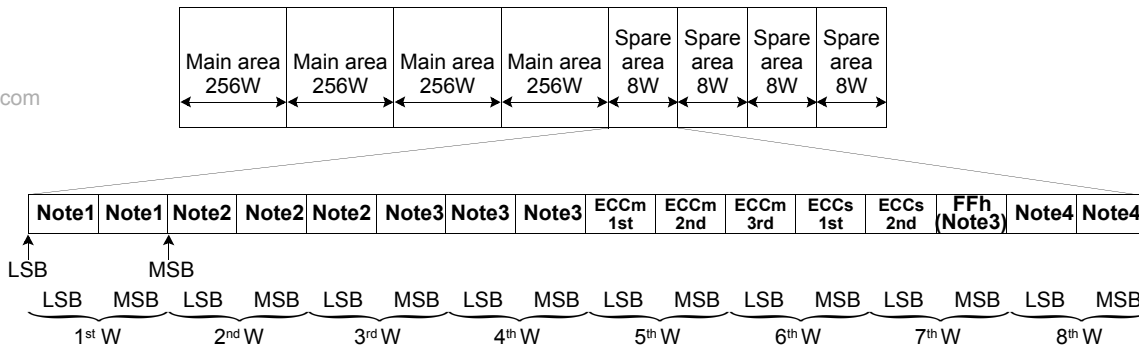 Main area
256W
Main area
256W
Main area
256W
Main area
256W
Spare
area
8W
Spare
area
8W
Spare
area
8W
Spare
area
8W
com
Note1 Note1 Note2 Note2 Note2 Note3 Note3 Note3 ECCm 1st ECCm 2nd ECCm 3rd ECCs 1st ECCs 2nd FFh (Note3) Note4 Note4
LSB MSB
LSB MSB LSB MSB LSB MSB LSB MSB LSB MSB LSB MSB LSB MSB LSB MSB
1st W 2nd W 3rd W 4th W 5th W 6th W 7th W 8th W